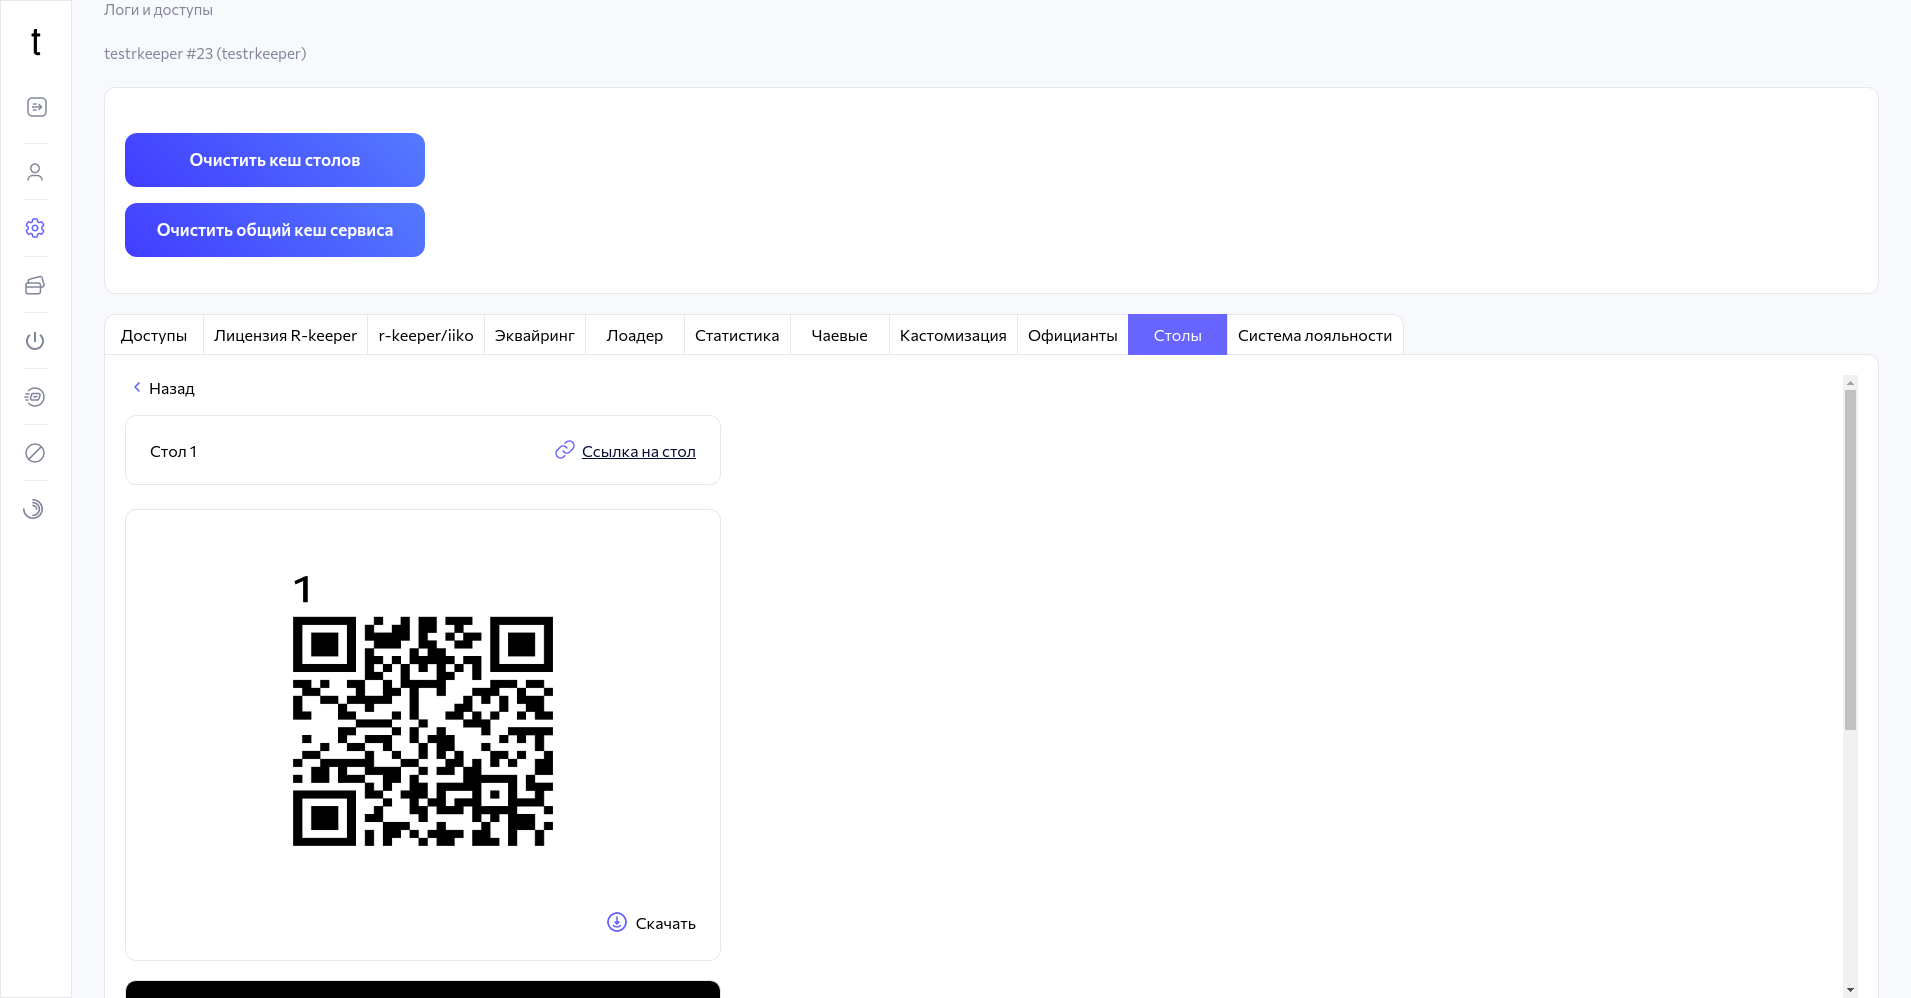 Логи и доступы
t
testrkeeper #23 (testrkeeper)
Очистить кеш столов
Очистить общий кеш сервиса
Доступы Лицензия R-keeper r-keeper/iiko Эквайринг Лоадер Статистика Чаевые Кастомизация Официанты Столы Система лояльности
Назад
Стол 1 Ссылка на стол
1
Скачать